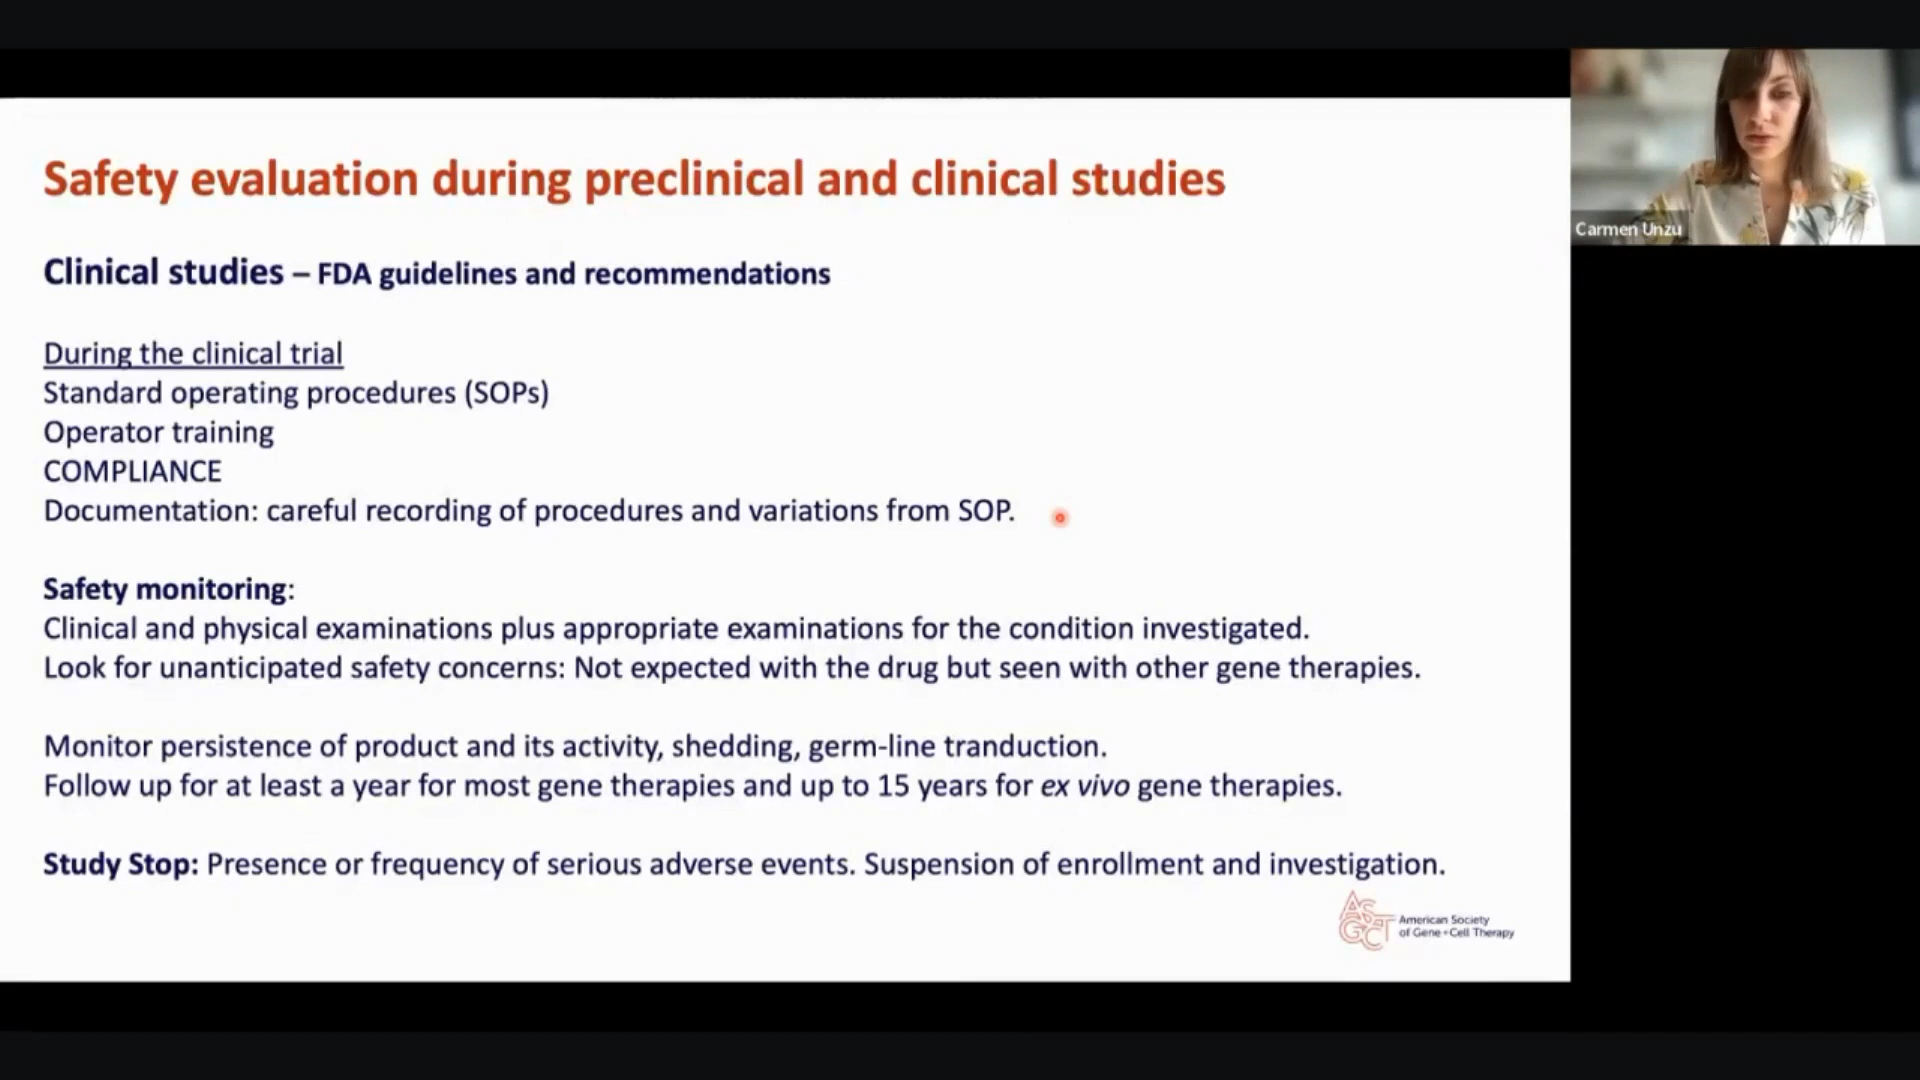 Safety evaluation during preclinical and clinical studies
Clinical studies – FDA guidelines and recommendations
During the clinical trial
Standard operating procedures (SOPs)
Operator training
COMPLIANCE
Documentation: careful recording of procedures and variations from SOP.
Safety monitoring:
Clinical and physical examinations plus appropriate examinations for the condition investigated.
Look for unanticipated safety concerns: Not expected with the drug but seen with other gene therapies.
Monitor persistence of product and its activity, shedding, germ-line tranduction.
Follow up for at least a year for most gene therapies and up to 15 years for ex vivo gene therapies.
Study Stop: Presence or frequency of serious adverse events. Suspension of enrollment and investigation.
ASGCT
American Society
of Gene + Cell Therapy
Carmen Unzu